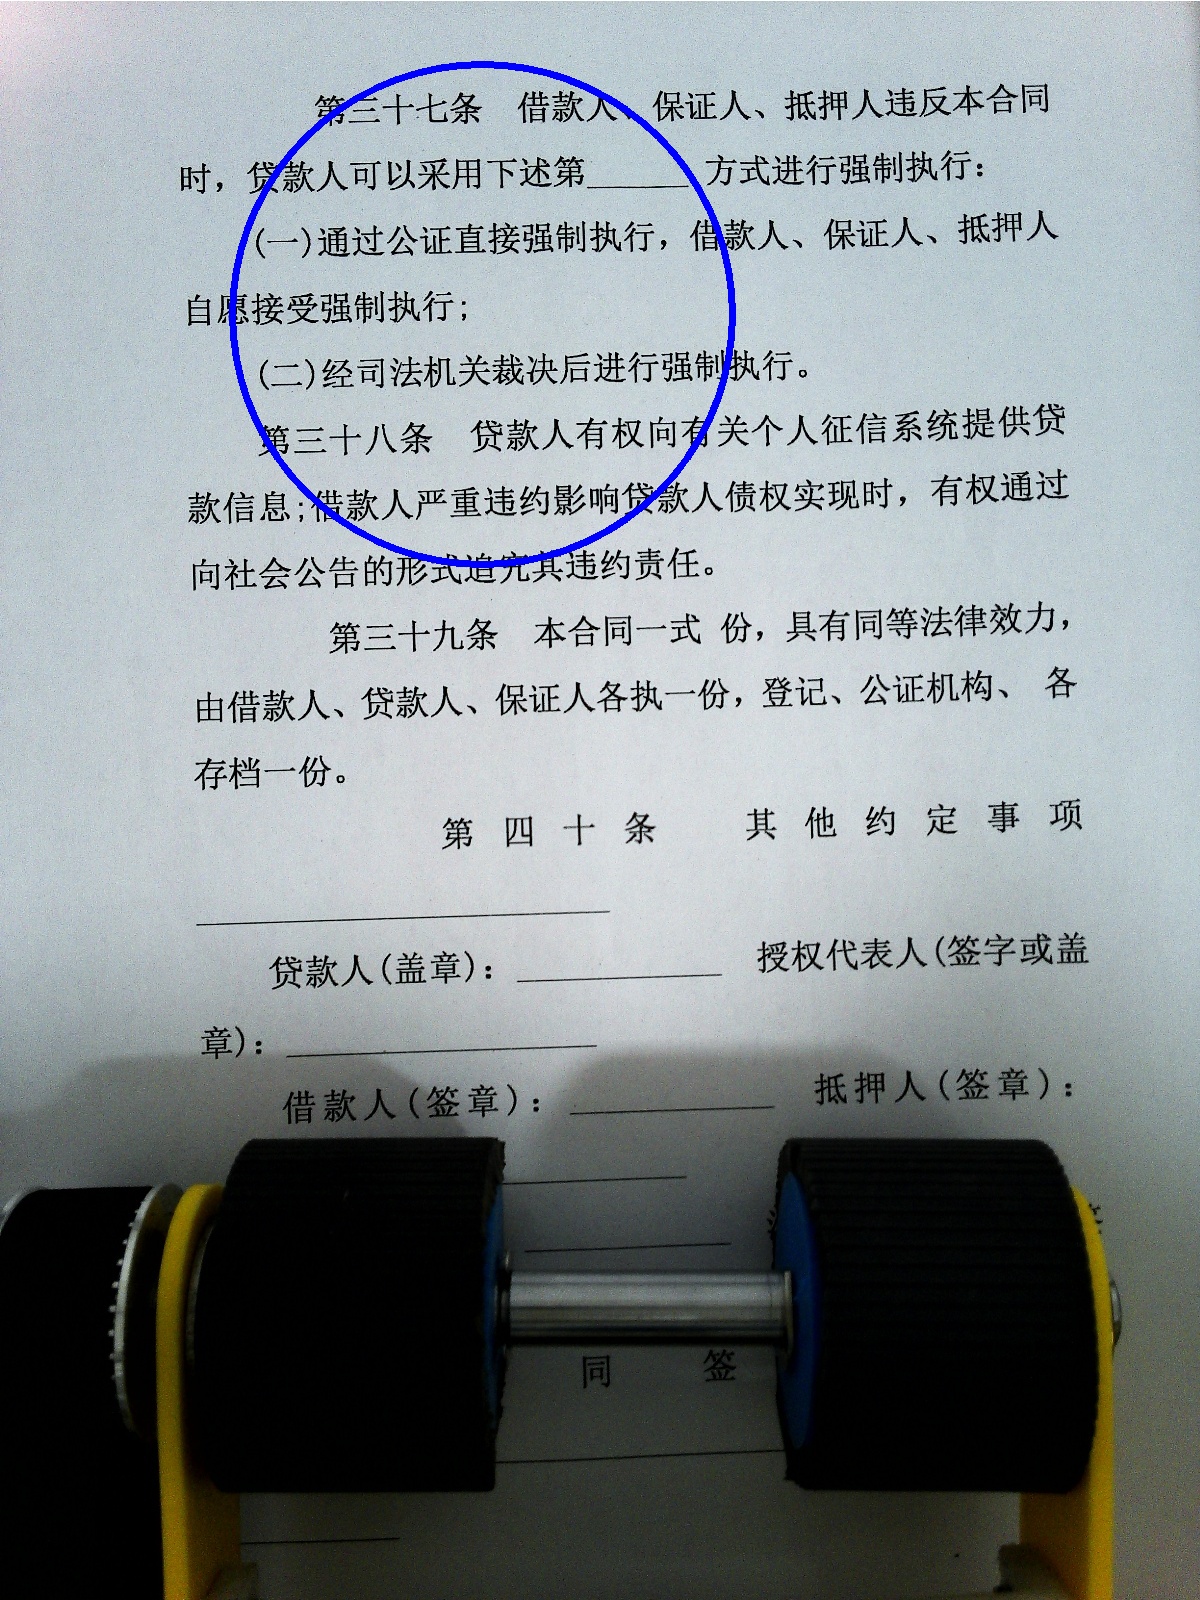 第三十七条 借款人、保证人、抵押人违反本合同
时，贷款人可以采用下述第______ 方式进行强制执行：
(一)通过公证直接强制执行，借款人、保证人、抵押人
自愿接受强制执行；
(二)经司法机关裁决后进行强制执行。
第三十八条 贷款人有权向有关个人征信系统提供贷
款信息；借款人严重违约影响贷款人债权实现时，有权通过
向社会公告的形式追究其违约责任。
第三十九条 本合同一式 份，具有同等法律效力，
由借款人、贷款人、保证人各执一份，登记、公证机构、 各
存档一份。
第四十条 其他约定事项
贷款人(盖章)：____________ 授权代表人(签字或盖
章)：__________________
借款人(签章)：____________ 抵押人(签章)：
同 签